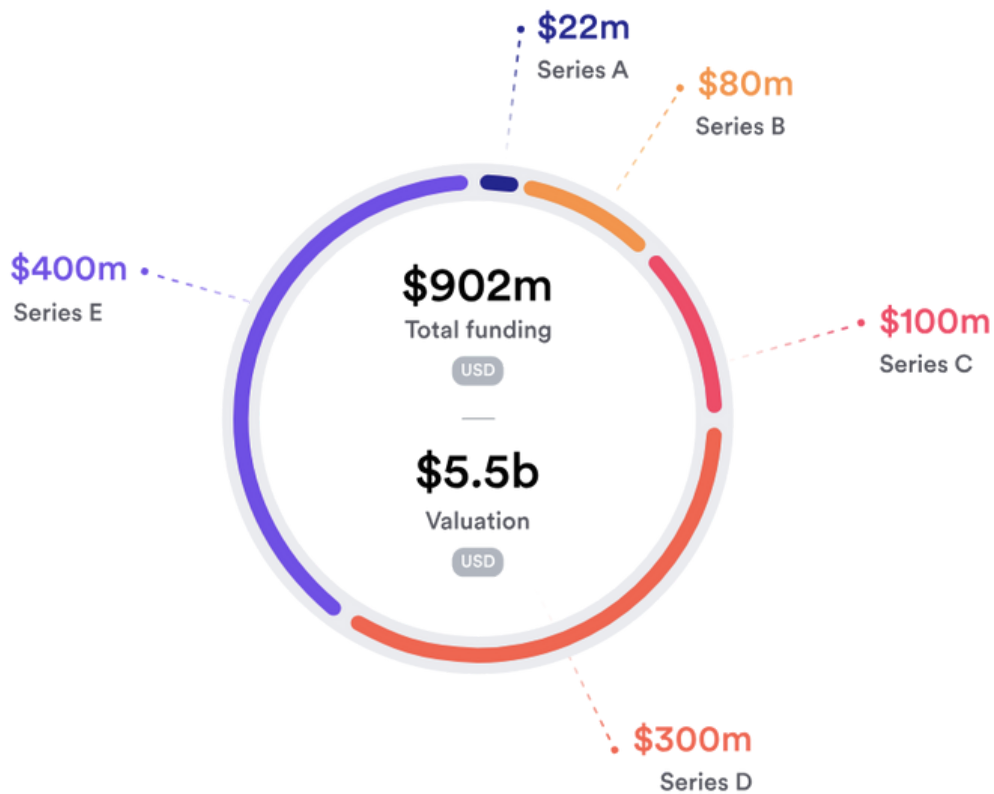 $22m
Series A
$80m
Series B
$400m
Series E
$902m
Total funding
USD
$100m
Series C
$5.5b
Valuation
USD
$300m
Series D